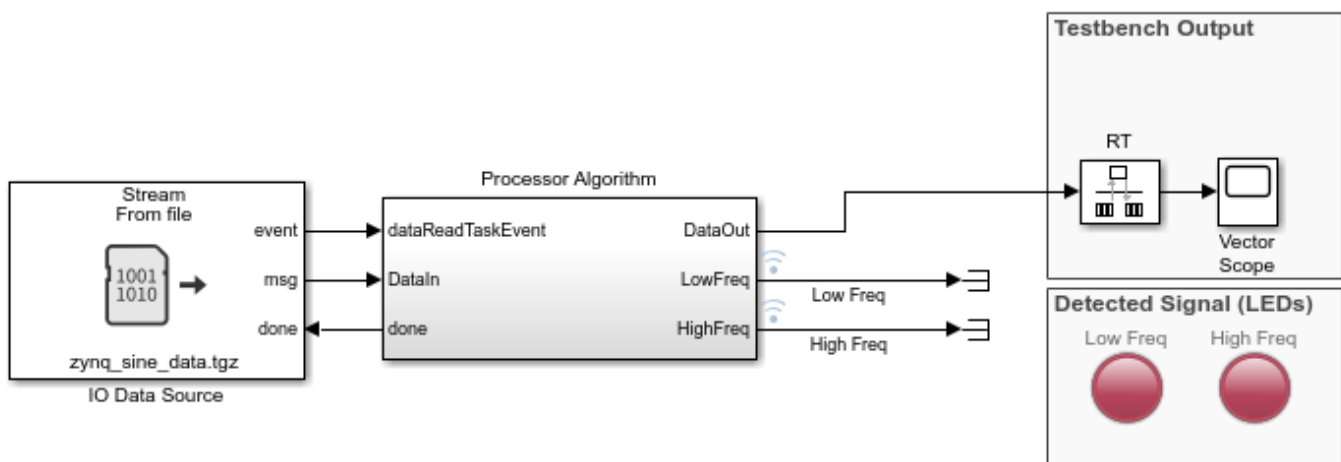 Stream
From file
event
1001
1010
msg
done
zynq_sine_data.tgz
IO Data Source
Processor Algorithm
dataReadTaskEvent
DataOut
DataIn
LowFreq
Low Freq
done
HighFreq
High Freq
Testbench Output
RT
Vector
Scope
Detected Signal (LEDs)
Low Freq
High Freq